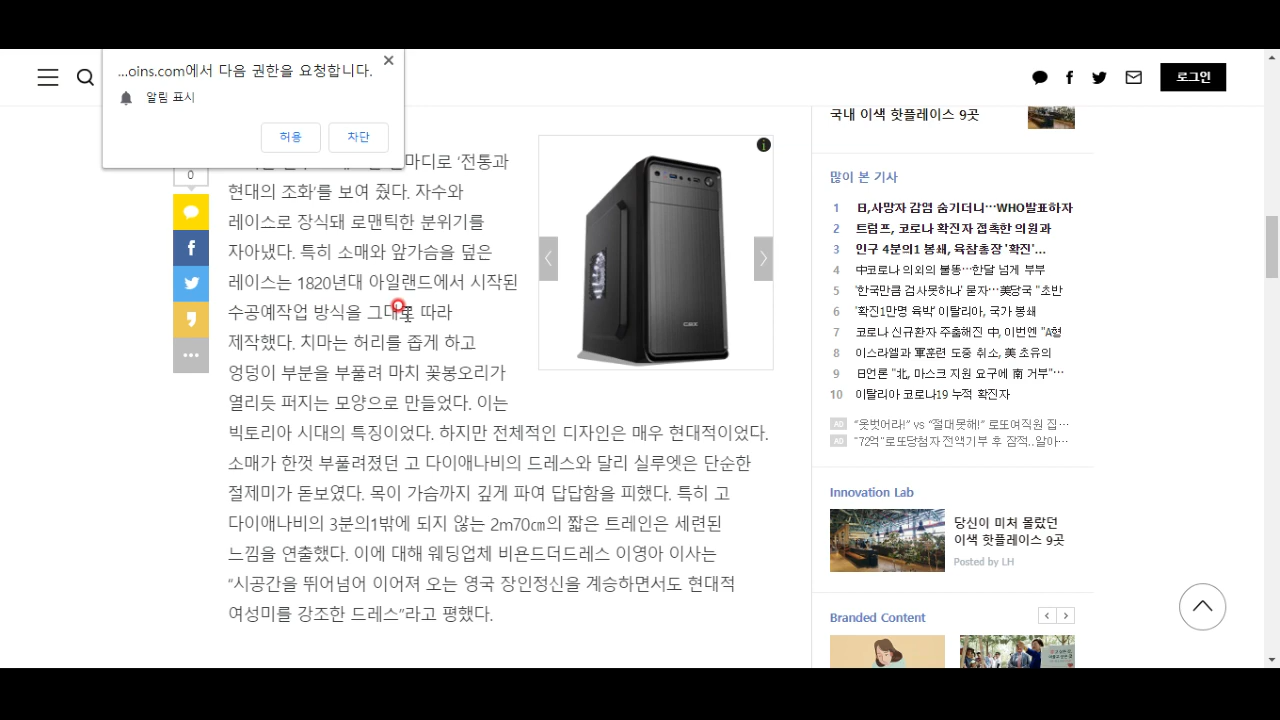 ...oins.com에서 다음 권한을 요청합니다.
알림 표시
허용
차단
로그인
0
‘전통과
현대의 조화’를 보여 줬다. 자수와
레이스로 장식돼 로맨틱한 분위기를
자아냈다. 특히 소매와 앞가슴을 덮은
레이스는 1820년대 아일랜드에서 시작된
수공예작업 방식을 그대로 따라
제작했다. 치마는 허리를 좁게 하고
엉덩이 부분을 부풀려 마치 꽃봉오리가
열리듯 퍼지는 모양으로 만들었다. 이는
빅토리아 시대의 특징이었다. 하지만 전체적인 디자인은 매우 현대적이었다.
소매가 한껏 부풀려졌던 고 다이애나비의 드레스와 달리 실루엣은 단순한
절제미가 돋보였다. 목이 가슴까지 깊게 파여 답답함을 피했다. 특히 고
다이애나비의 3분의1밖에 되지 않는 2m70㎝의 짧은 트레인은 세련된
느낌을 연출했다. 이에 대해 웨딩업체 비욘드더드레스 이영아 이사는
“시공간을 뛰어넘어 이어져 오는 영국 장인정신을 계승하면서도 현대적
여성미를 강조한 드레스”라고 평했다.
국내 이색 핫플레이스 9곳
많이 본 기사
1 日,사망자 감염 숨기더니…WHO발표하자
2 트럼프, 코로나 확진자 접촉한 의원과
3 인구 4분의1 봉쇄, 육참총장 '확진'…
4 中코로나 의외의 불똥…한달 넘게 부부
5 '한국만큼 검사못하나' 묻자…美당국 "초반
6 '확진1만명 육박' 이탈리아, 국가 봉쇄
7 코로나 신규환자 주춤해진 中, 이번엔 "A형
8 이스라엘과 軍훈련 도중 취소, 美 초유의
9 日언론 "北, 마스크 지원 요구에 南 거부"…
10 이탈리아 코로나19 누적 확진자
AD “옷벗어라!” vs “절대못해!” 로또여직원 집…
AD “72억”로또당첨자 전액기부 후 잠적..알아…
Innovation Lab
당신이 미처 몰랐던
이색 핫플레이스 9곳
Posted by LH
Branded Content